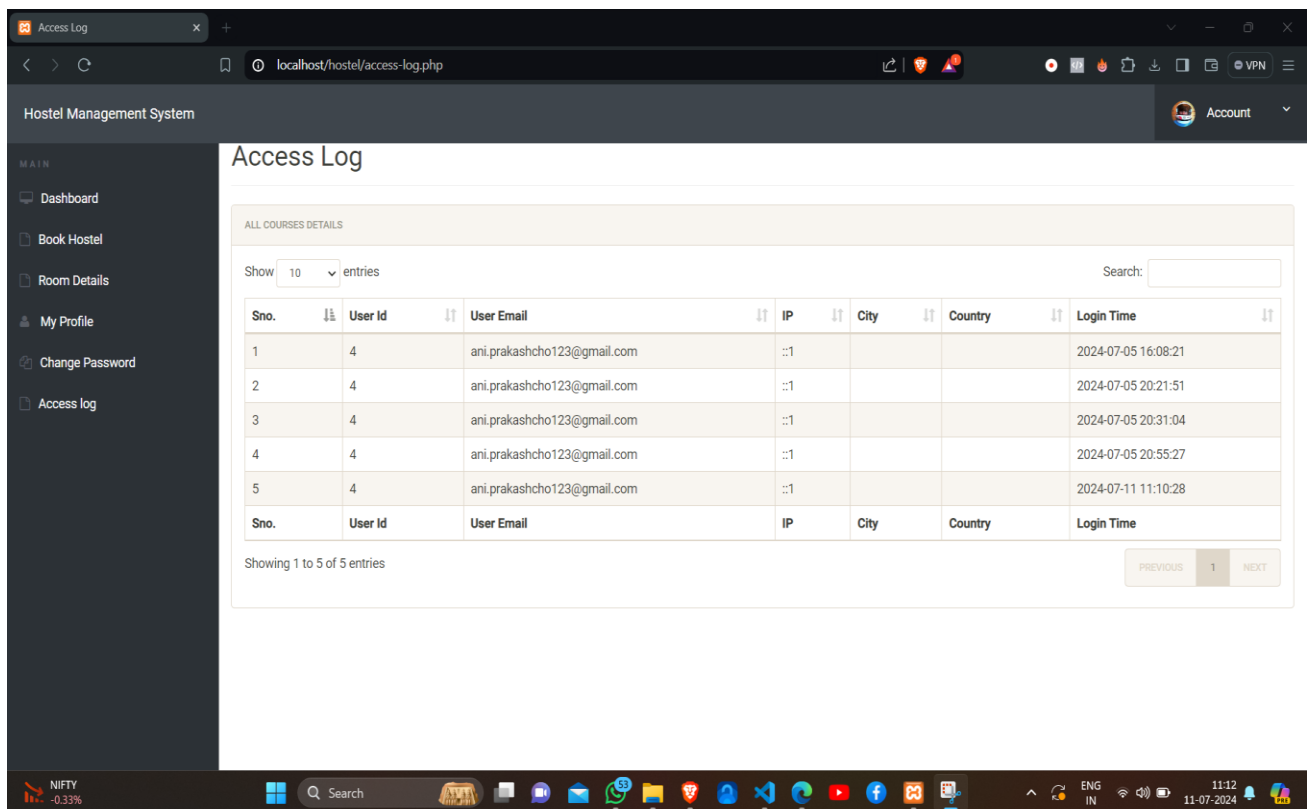 Access Log
localhost/hostel/access-log.php
1
VPN
Hostel Management System
Account
MAIN
Access Log
Dashboard
ALL COURSES DETAILS
Book Hostel
Show 10 entries Search:
Room Details
Sno. User Id User Email IP City Country Login Time
My Profile
1 4 ani.prakashcho123@gmail.com ::1 2024-07-05 16:08:21
Change Password
2 4 ani.prakashcho123@gmail.com ::1 2024-07-05 20:21:51
Access log
3 4 ani.prakashcho123@gmail.com ::1 2024-07-05 20:31:04
4 4 ani.prakashcho123@gmail.com ::1 2024-07-05 20:55:27
5 4 ani.prakashcho123@gmail.com ::1 2024-07-11 11:10:28
Sno. User Id User Email IP City Country Login Time
Showing 1 to 5 of 5 entries PREVIOUS 1 NEXT
NIFTY
-0.33%
Search
53
ENG
IN
11:12
11-07-2024
PRE